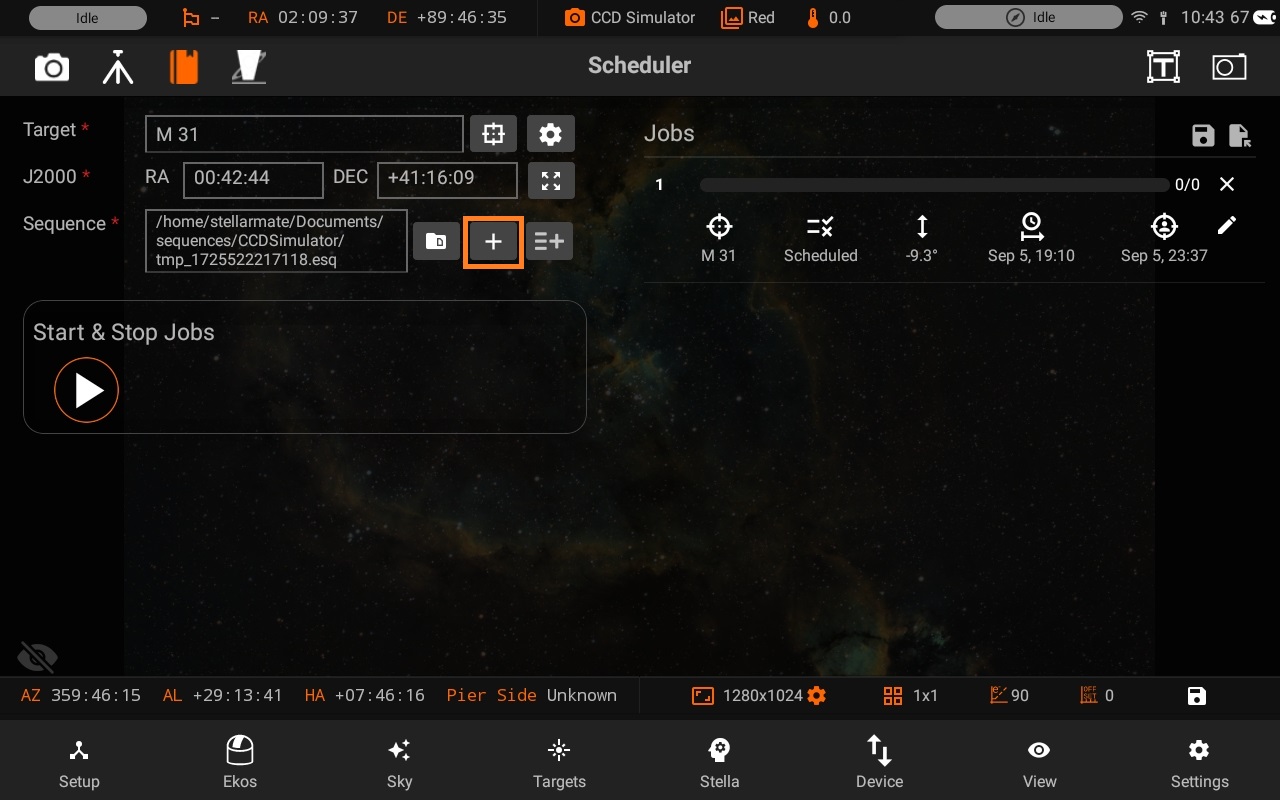 Idle
–
RA 02:09:37
DE +89:46:35
CCD Simulator
Red
0.0
Idle
10:43 67
Scheduler
Target *
M 31
J2000 *
RA
00:42:44
DEC
+41:16:09
Sequence *
/home/stellarmate/Documents/
sequences/CCDSimulator/
tmp_1725522217118.esq
Start & Stop Jobs
Jobs
1
0/0
M 31
Scheduled
-9.3°
Sep 5, 19:10
Sep 5, 23:37
AZ 359:46:15
AL +29:13:41
HA +07:46:16
Pier Side Unknown
1280x1024
1x1
90
OFF
SET
0
Setup
Ekos
Sky
Targets
Stella
Device
View
Settings